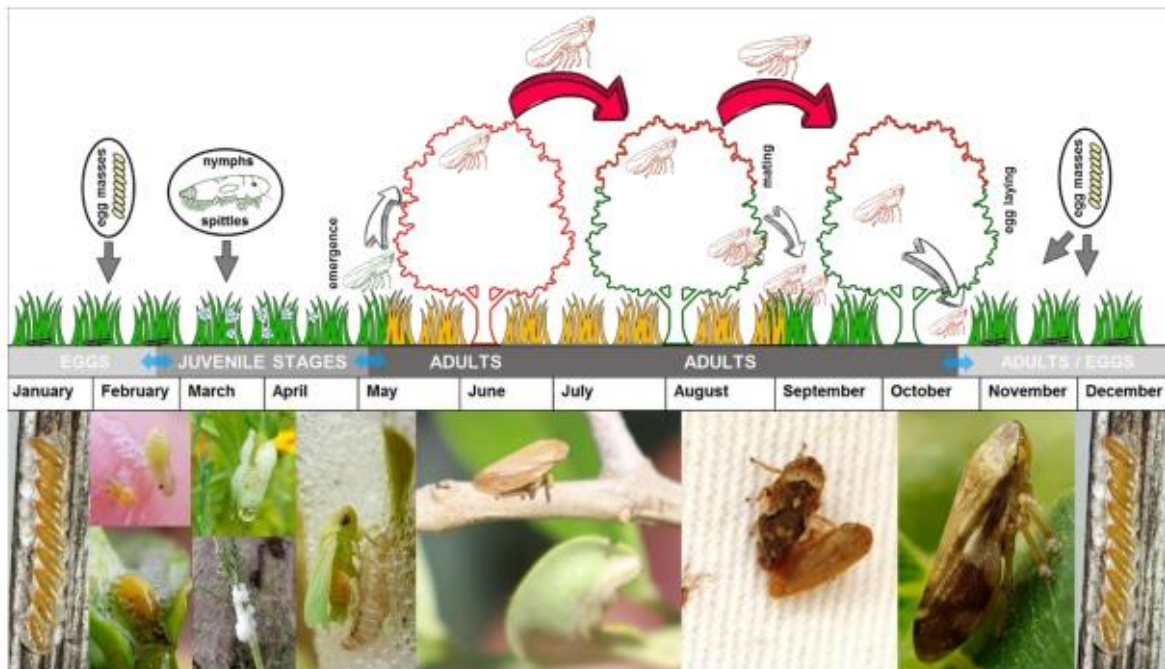 egg masses
nymphs
spittles
emergence
mating
egg laying
egg masses
EGGS
JUVENILE STAGES
ADULTS
ADULTS
ADULTS / EGGS
January
February
March
April
May
June
July
August
September
October
November
December